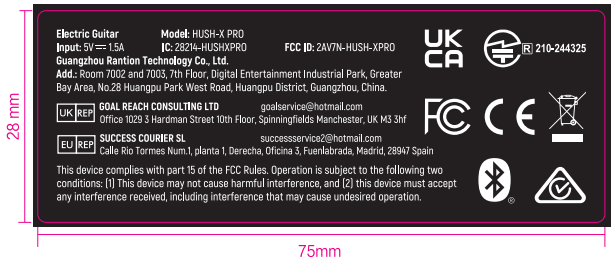 Electric Guitar Model: HUSH-X PRO
Input: 5V⎓1.5A IC: 28214-HUSHXPRO FCC ID: 2AV7N-HUSH-XPRO
Guangzhou Rantion Technology Co., Ltd.
Add.: Room 7002 and 7003, 7th Floor, Digital Entertainment Industrial Park, Greater
Bay Area, No.28 Huangpu Park West Road, Huangpu District, Guangzhou, China.
UK CA
R 210-244325
UK REP GOAL REACH CONSULTING LTD goalservice@hotmail.com
Office 1029 3 Hardman Street 10th Floor, Spinningfields Manchester, UK M3 3hf
FC CE
EU REP SUCCESS COURIER SL successservice2@hotmail.com
Calle Rio Tormes Num.1, planta 1, Derecha, Oficina 3, Fuenlabrada, Madrid, 28947 Spain
This device complies with part 15 of the FCC Rules. Operation is subject to the following two
conditions: (1) This device may not cause harmful interference, and (2) this device must accept
any interference received, including interference that may cause undesired operation.
®
28 mm
75mm